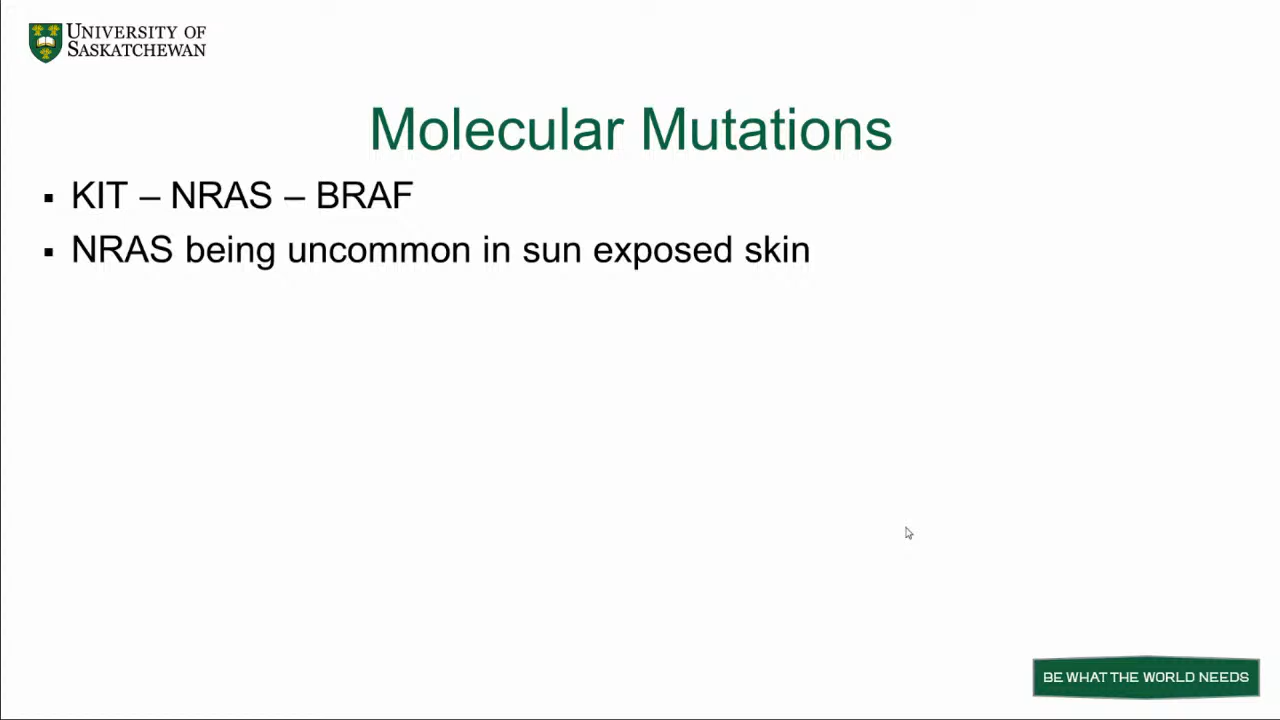 UNIVERSITY OF
SASKATCHEWAN
Molecular Mutations
▪ KIT – NRAS – BRAF
▪ NRAS being uncommon in sun exposed skin
BE WHAT THE WORLD NEEDS